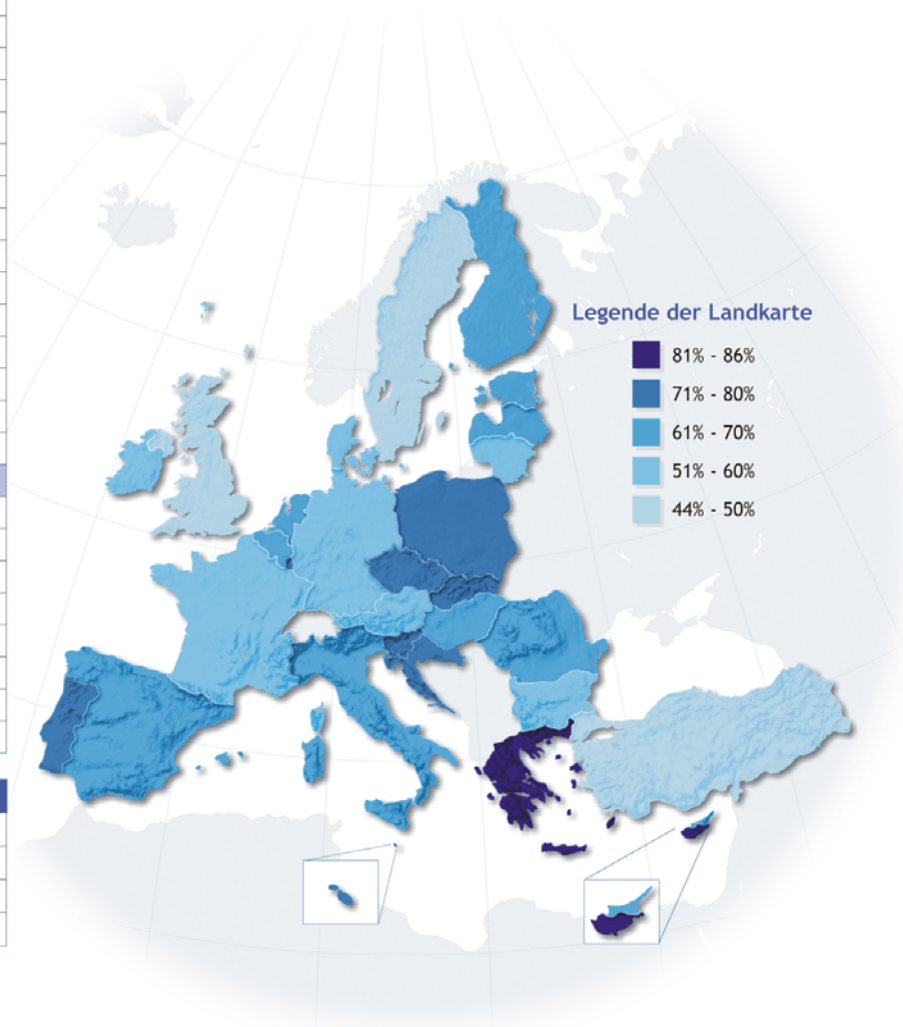 Legende der Landkarte
81% - 86%
71% - 80%
61% - 70%
51% - 60%
44% - 50%